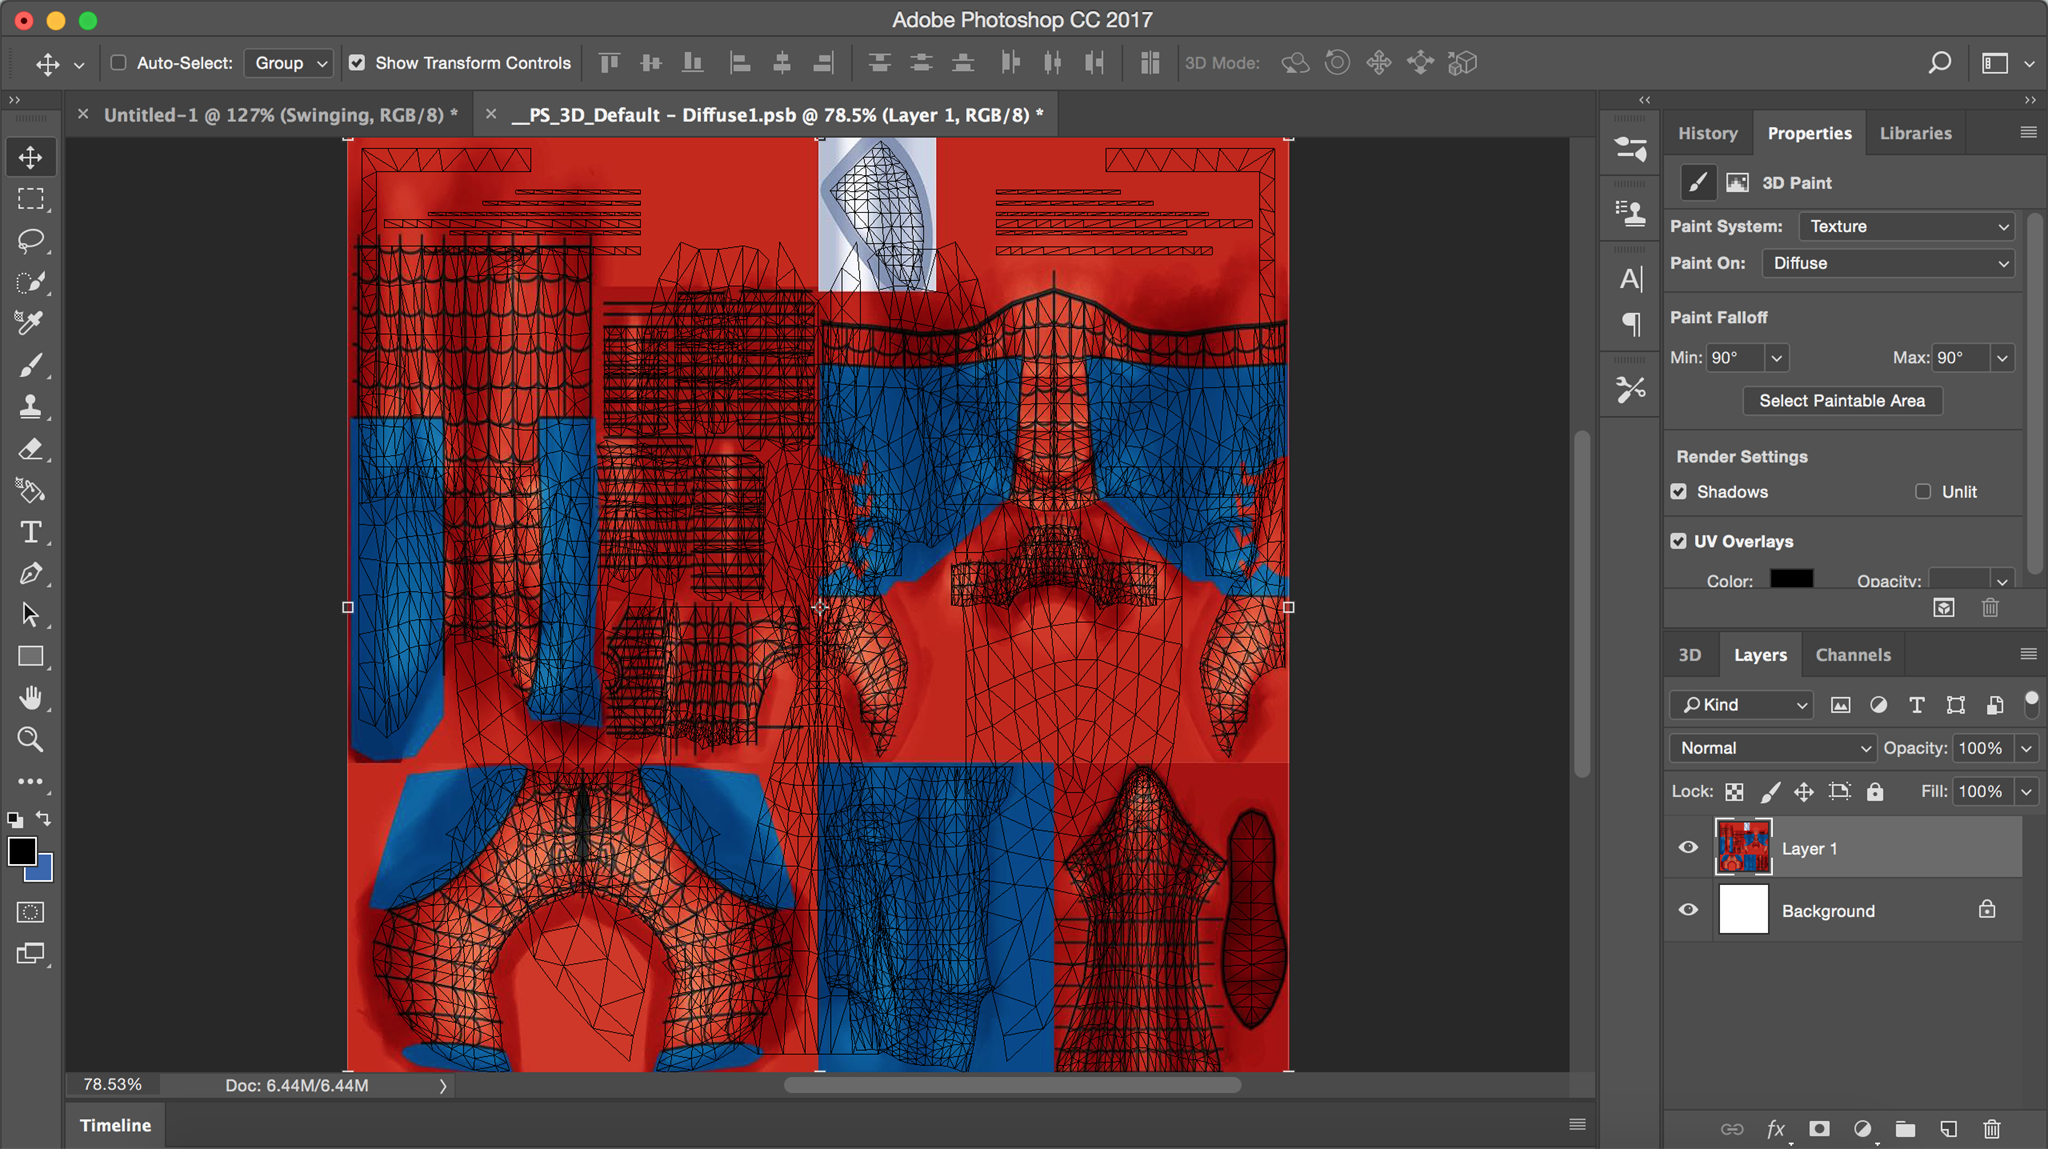 Adobe Photoshop CC 2017
Auto-Select: Group Show Transform Controls 3D Mode:
Untitled-1 @ 127% (Swinging, RGB/8) *
__PS_3D_Default - Diffuse1.psb @ 78.5% (Layer 1, RGB/8) *
History Properties Libraries
3D Paint
Paint System: Texture
Paint On: Diffuse
Paint Falloff
Min: 90° Max: 90°
Select Paintable Area
Render Settings
Shadows Unlit
UV Overlays
Color: Opacity:
3D Layers Channels
Kind
Normal Opacity: 100%
Lock: Fill: 100%
Layer 1
Background
fx
78.53% Doc: 6.44M/6.44M
Timeline